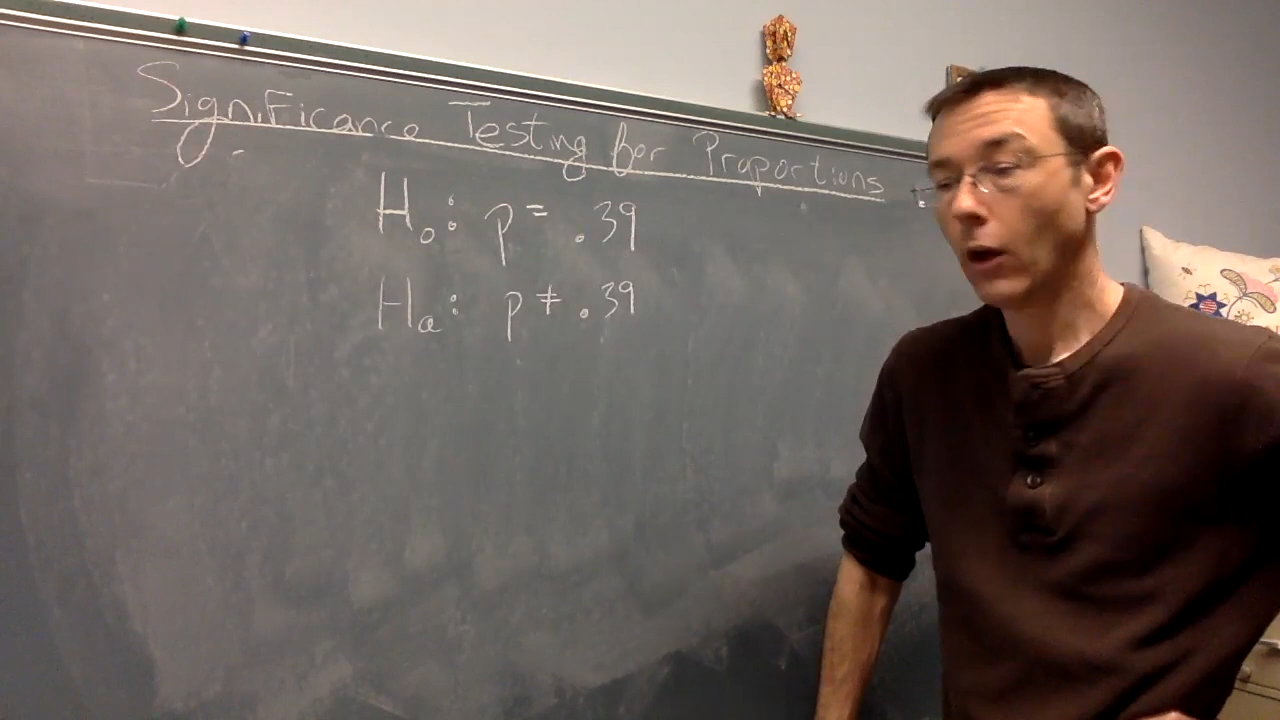 Significance Testing for Proportions
H₀: p = .39
Hₐ: p ≠ .39